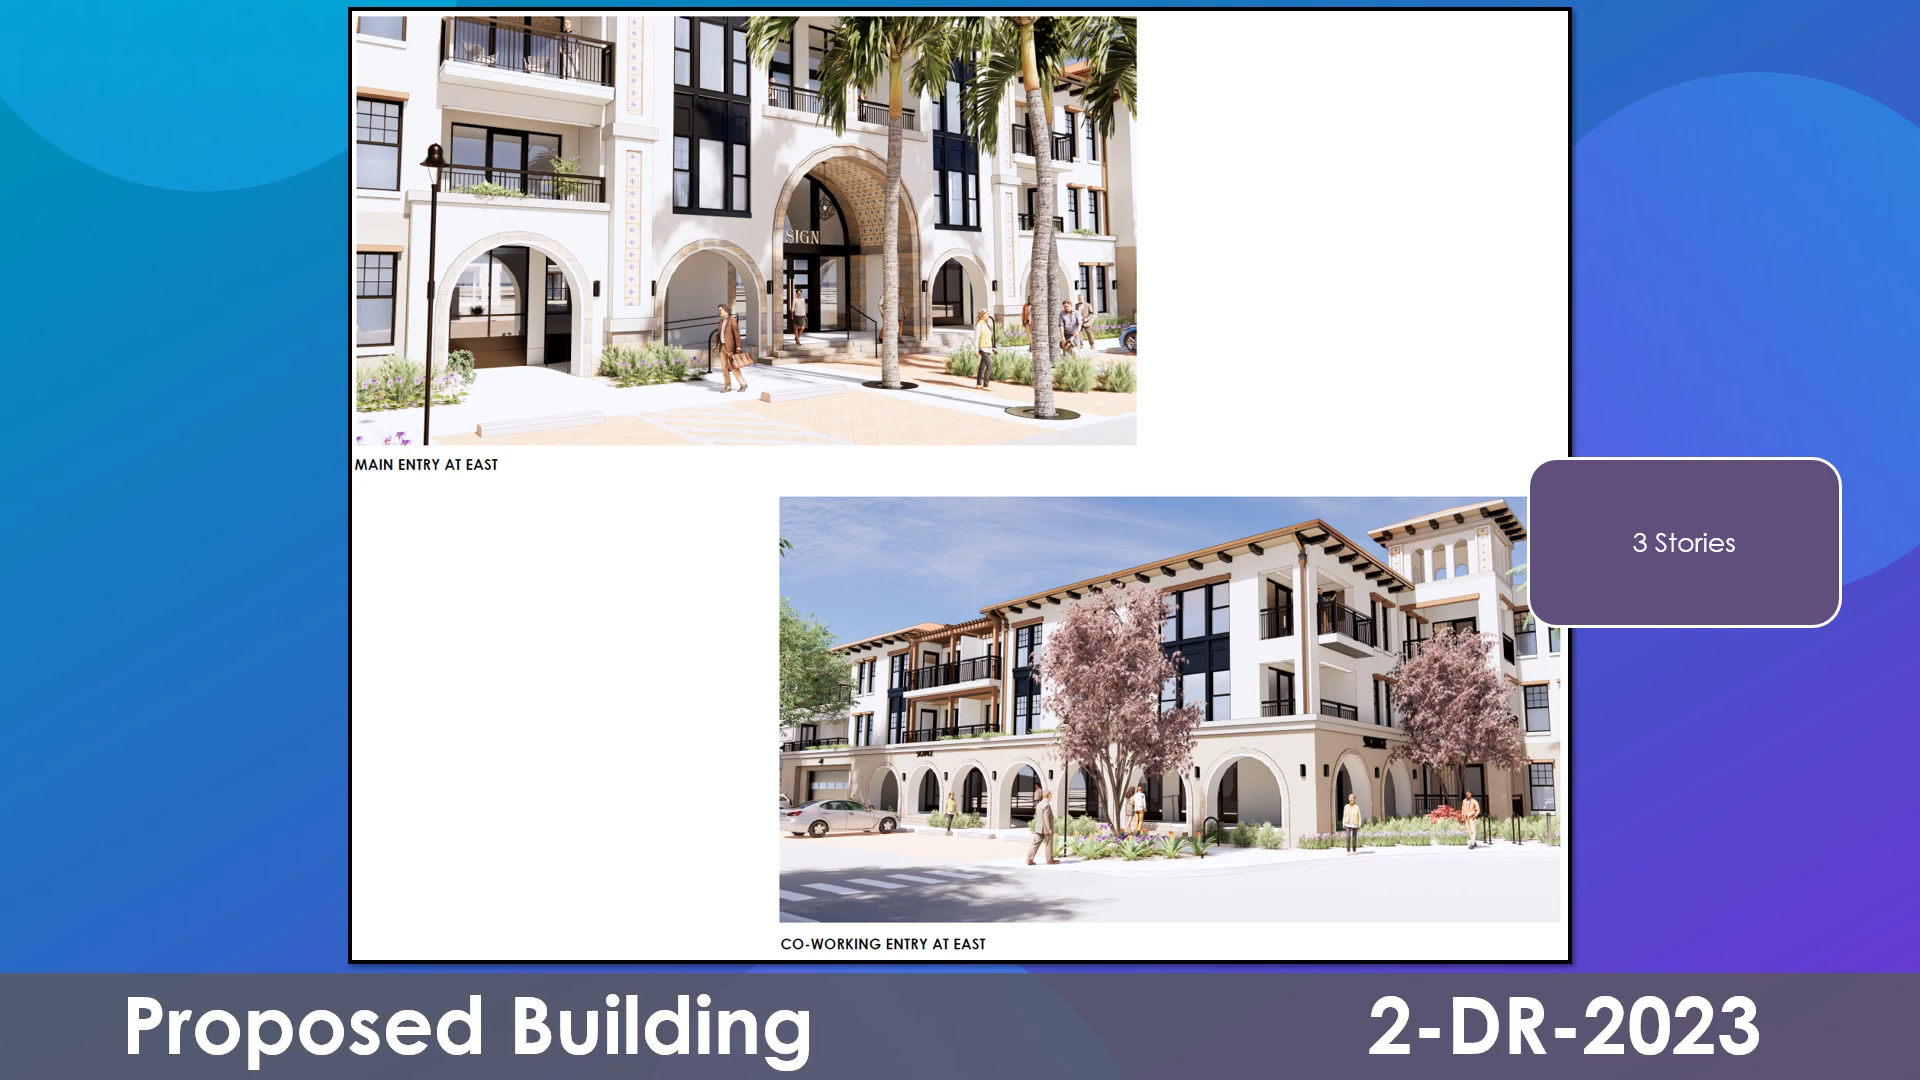 SIGN
MAIN ENTRY AT EAST
3 Stories
CO-WORKING ENTRY AT EAST
Proposed Building
2-DR-2023